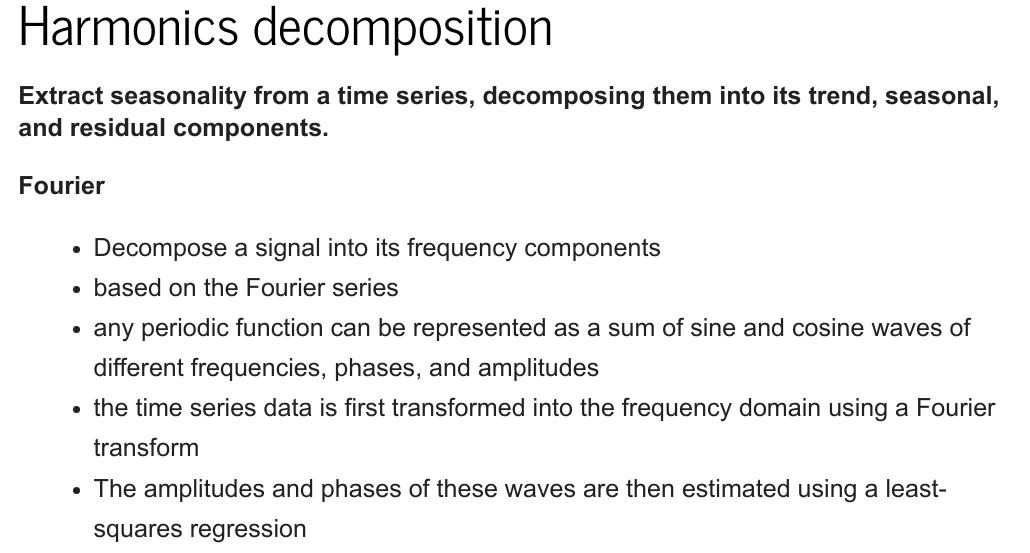 Harmonics decomposition
Extract seasonality from a time series, decomposing them into its trend, seasonal,
and residual components.
Fourier
• Decompose a signal into its frequency components
• based on the Fourier series
• any periodic function can be represented as a sum of sine and cosine waves of
different frequencies, phases, and amplitudes
• the time series data is first transformed into the frequency domain using a Fourier
transform
• The amplitudes and phases of these waves are then estimated using a least-
squares regression